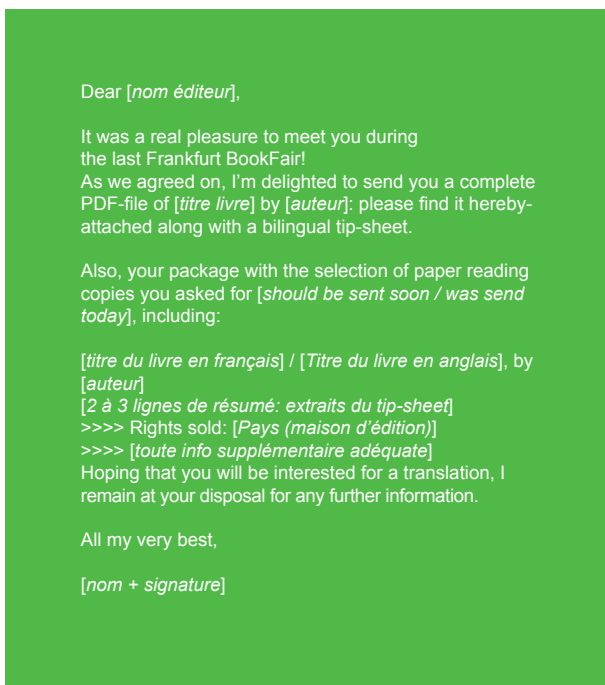 Dear [nom éditeur],
It was a real pleasure to meet you during
the last Frankfurt BookFair!
As we agreed on, I’m delighted to send you a complete
PDF-file of [titre livre] by [auteur]: please find it hereby-
attached along with a bilingual tip-sheet.
Also, your package with the selection of paper reading
copies you asked for [should be sent soon / was send
today], including:
[titre du livre en français] / [Titre du livre en anglais], by
[auteur]
[2 à 3 lignes de résumé: extraits du tip-sheet]
>>>> Rights sold: [Pays (maison d’édition)]
>>>> [toute info supplémentaire adéquate]
Hoping that you will be interested for a translation, I
remain at your disposal for any further information.
All my very best,
[nom + signature]